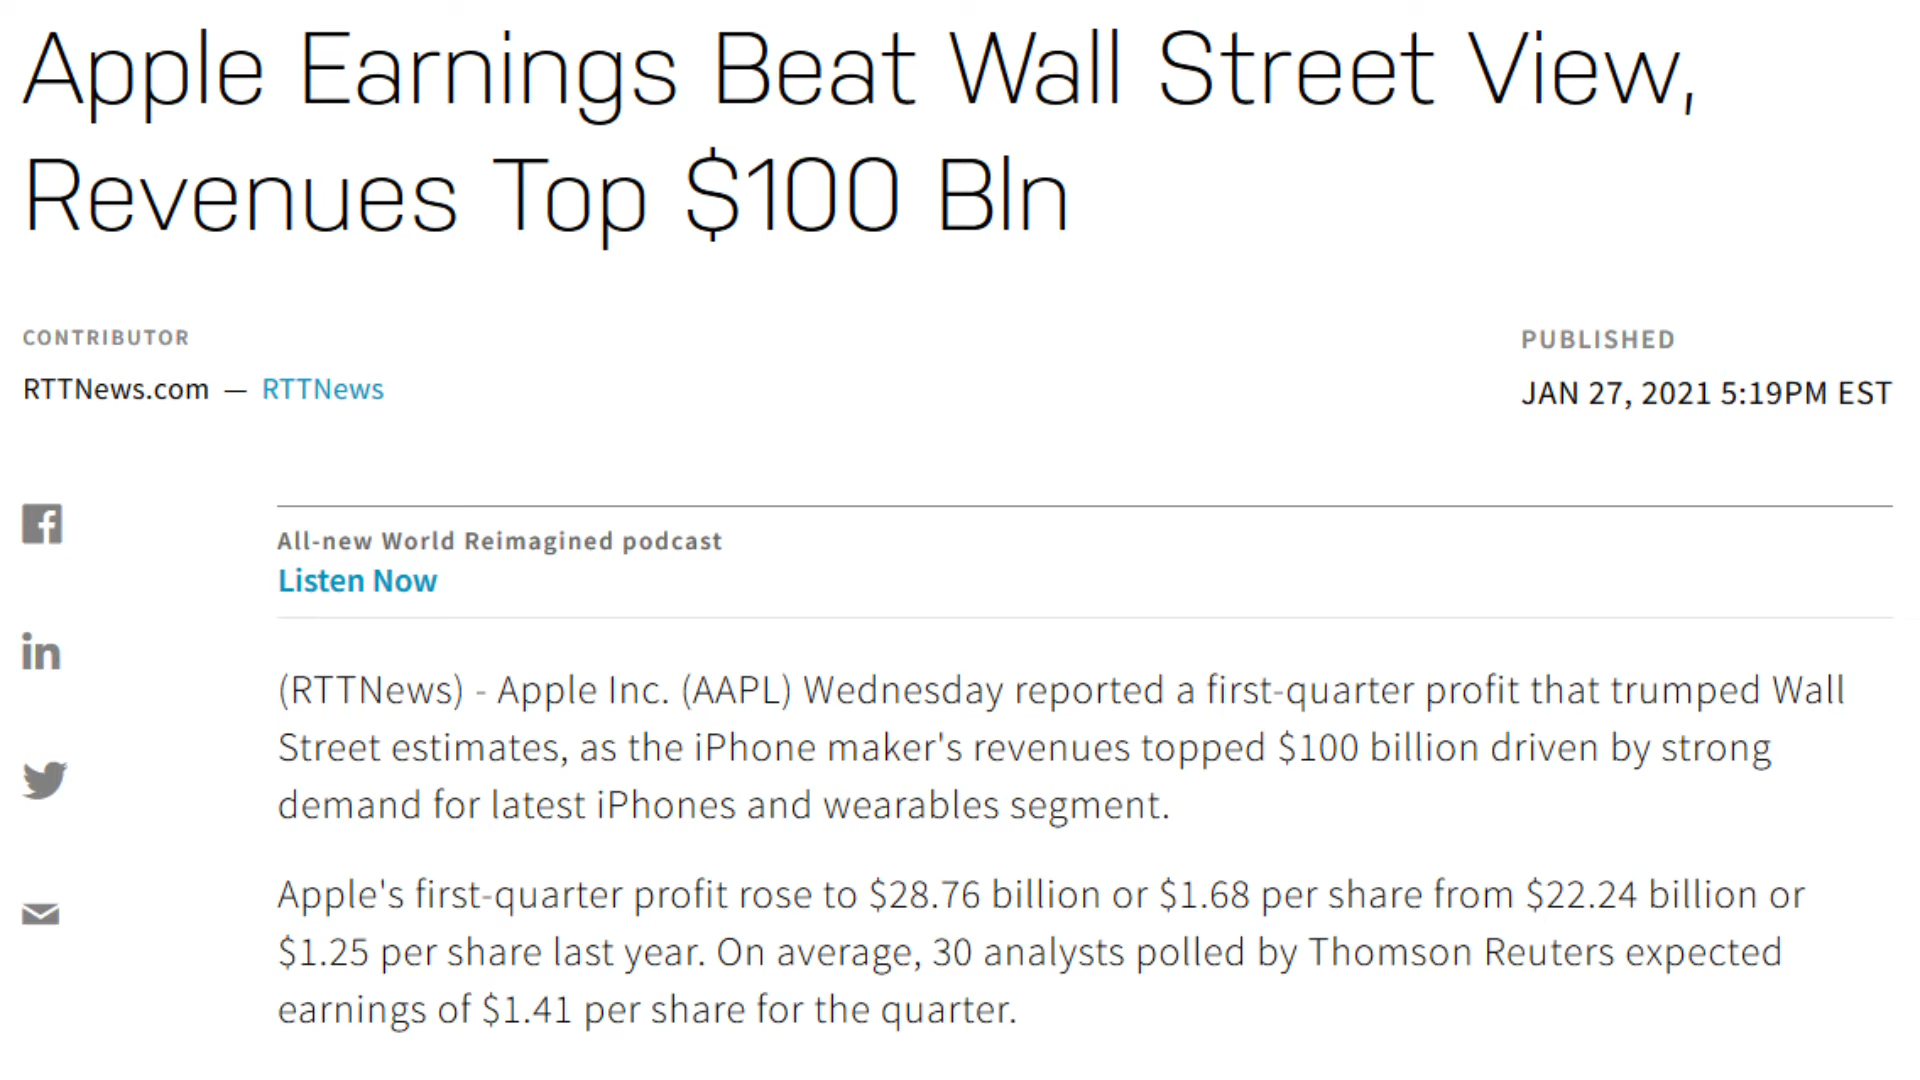 Apple Earnings Beat Wall Street View,
Revenues Top $100 Bln
CONTRIBUTOR
RTTNews.com — RTTNews
PUBLISHED
JAN 27, 2021 5:19PM EST
All-new World Reimagined podcast
Listen Now
(RTTNews) - Apple Inc. (AAPL) Wednesday reported a first-quarter profit that trumped Wall
Street estimates, as the iPhone maker's revenues topped $100 billion driven by strong
demand for latest iPhones and wearables segment.
Apple's first-quarter profit rose to $28.76 billion or $1.68 per share from $22.24 billion or
$1.25 per share last year. On average, 30 analysts polled by Thomson Reuters expected
earnings of $1.41 per share for the quarter.